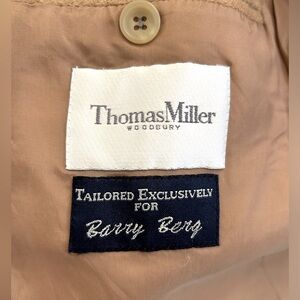 ThomasMiller
WOODBURY
TAILORED EXCLUSIVELY
FOR
Barry Berg